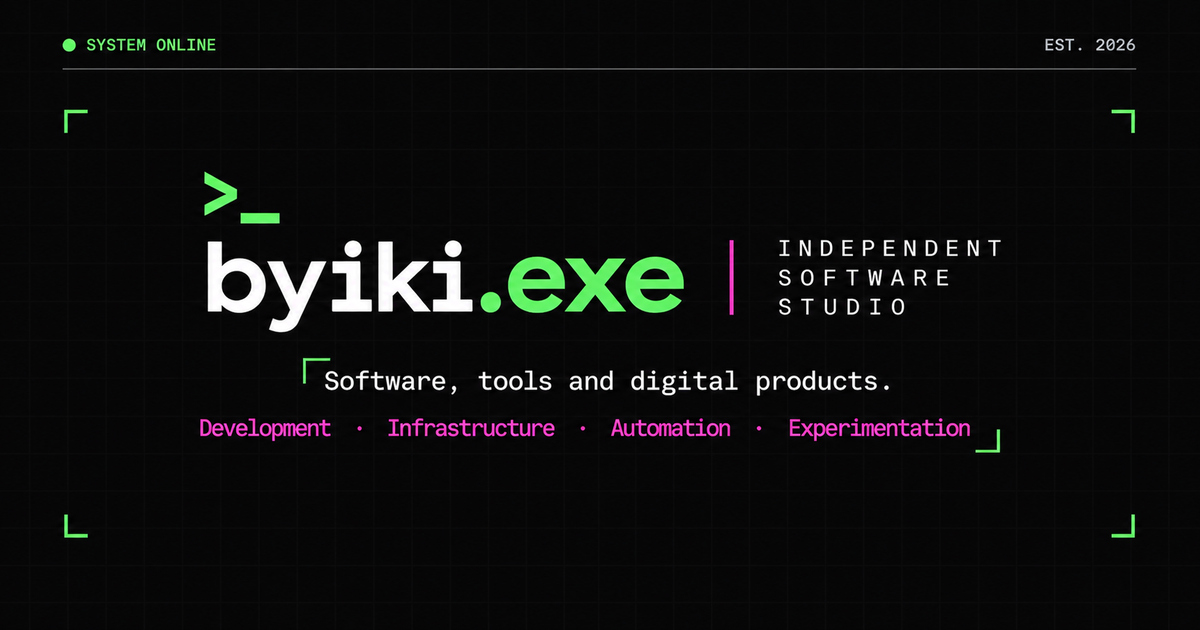 SYSTEM ONLINE
EST. 2026
>_
byiki.exe
INDEPENDENT
SOFTWARE
STUDIO
Software, tools and digital products.
Development · Infrastructure · Automation · Experimentation